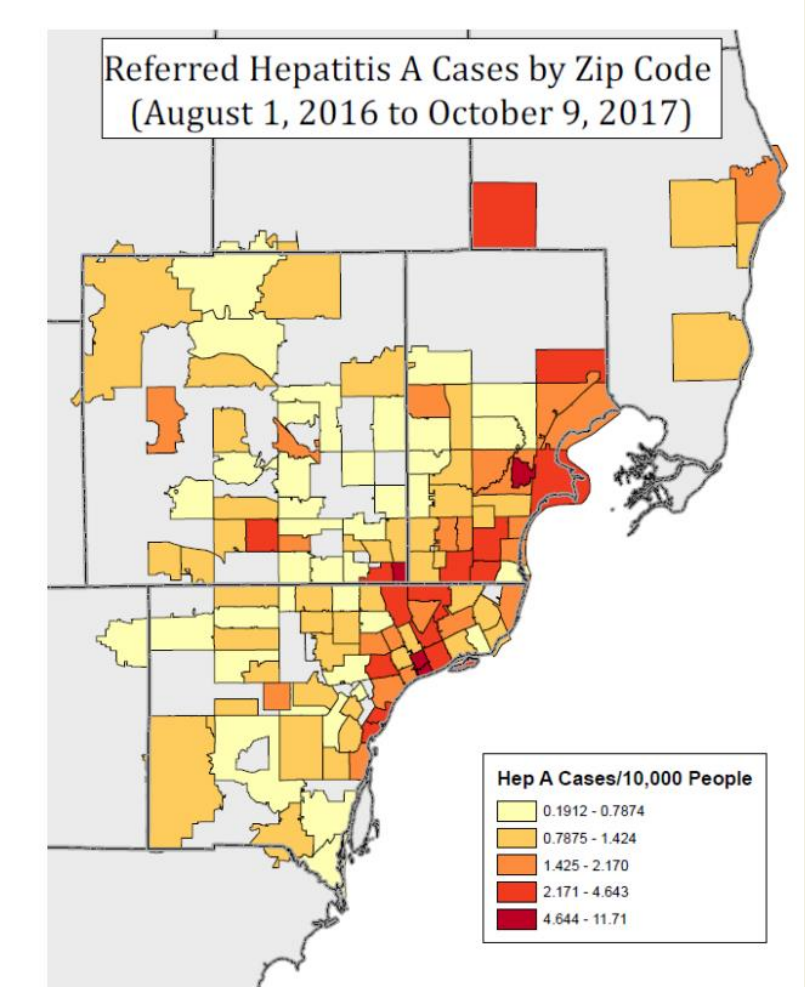 Referred Hepatitis A Cases by Zip Code
(August 1, 2016 to October 9, 2017)
Hep A Cases/10,000 People
0.1912 - 0.7874
0.7875 - 1.424
1.425 - 2.170
2.171 - 4.643
4.644 - 11.71